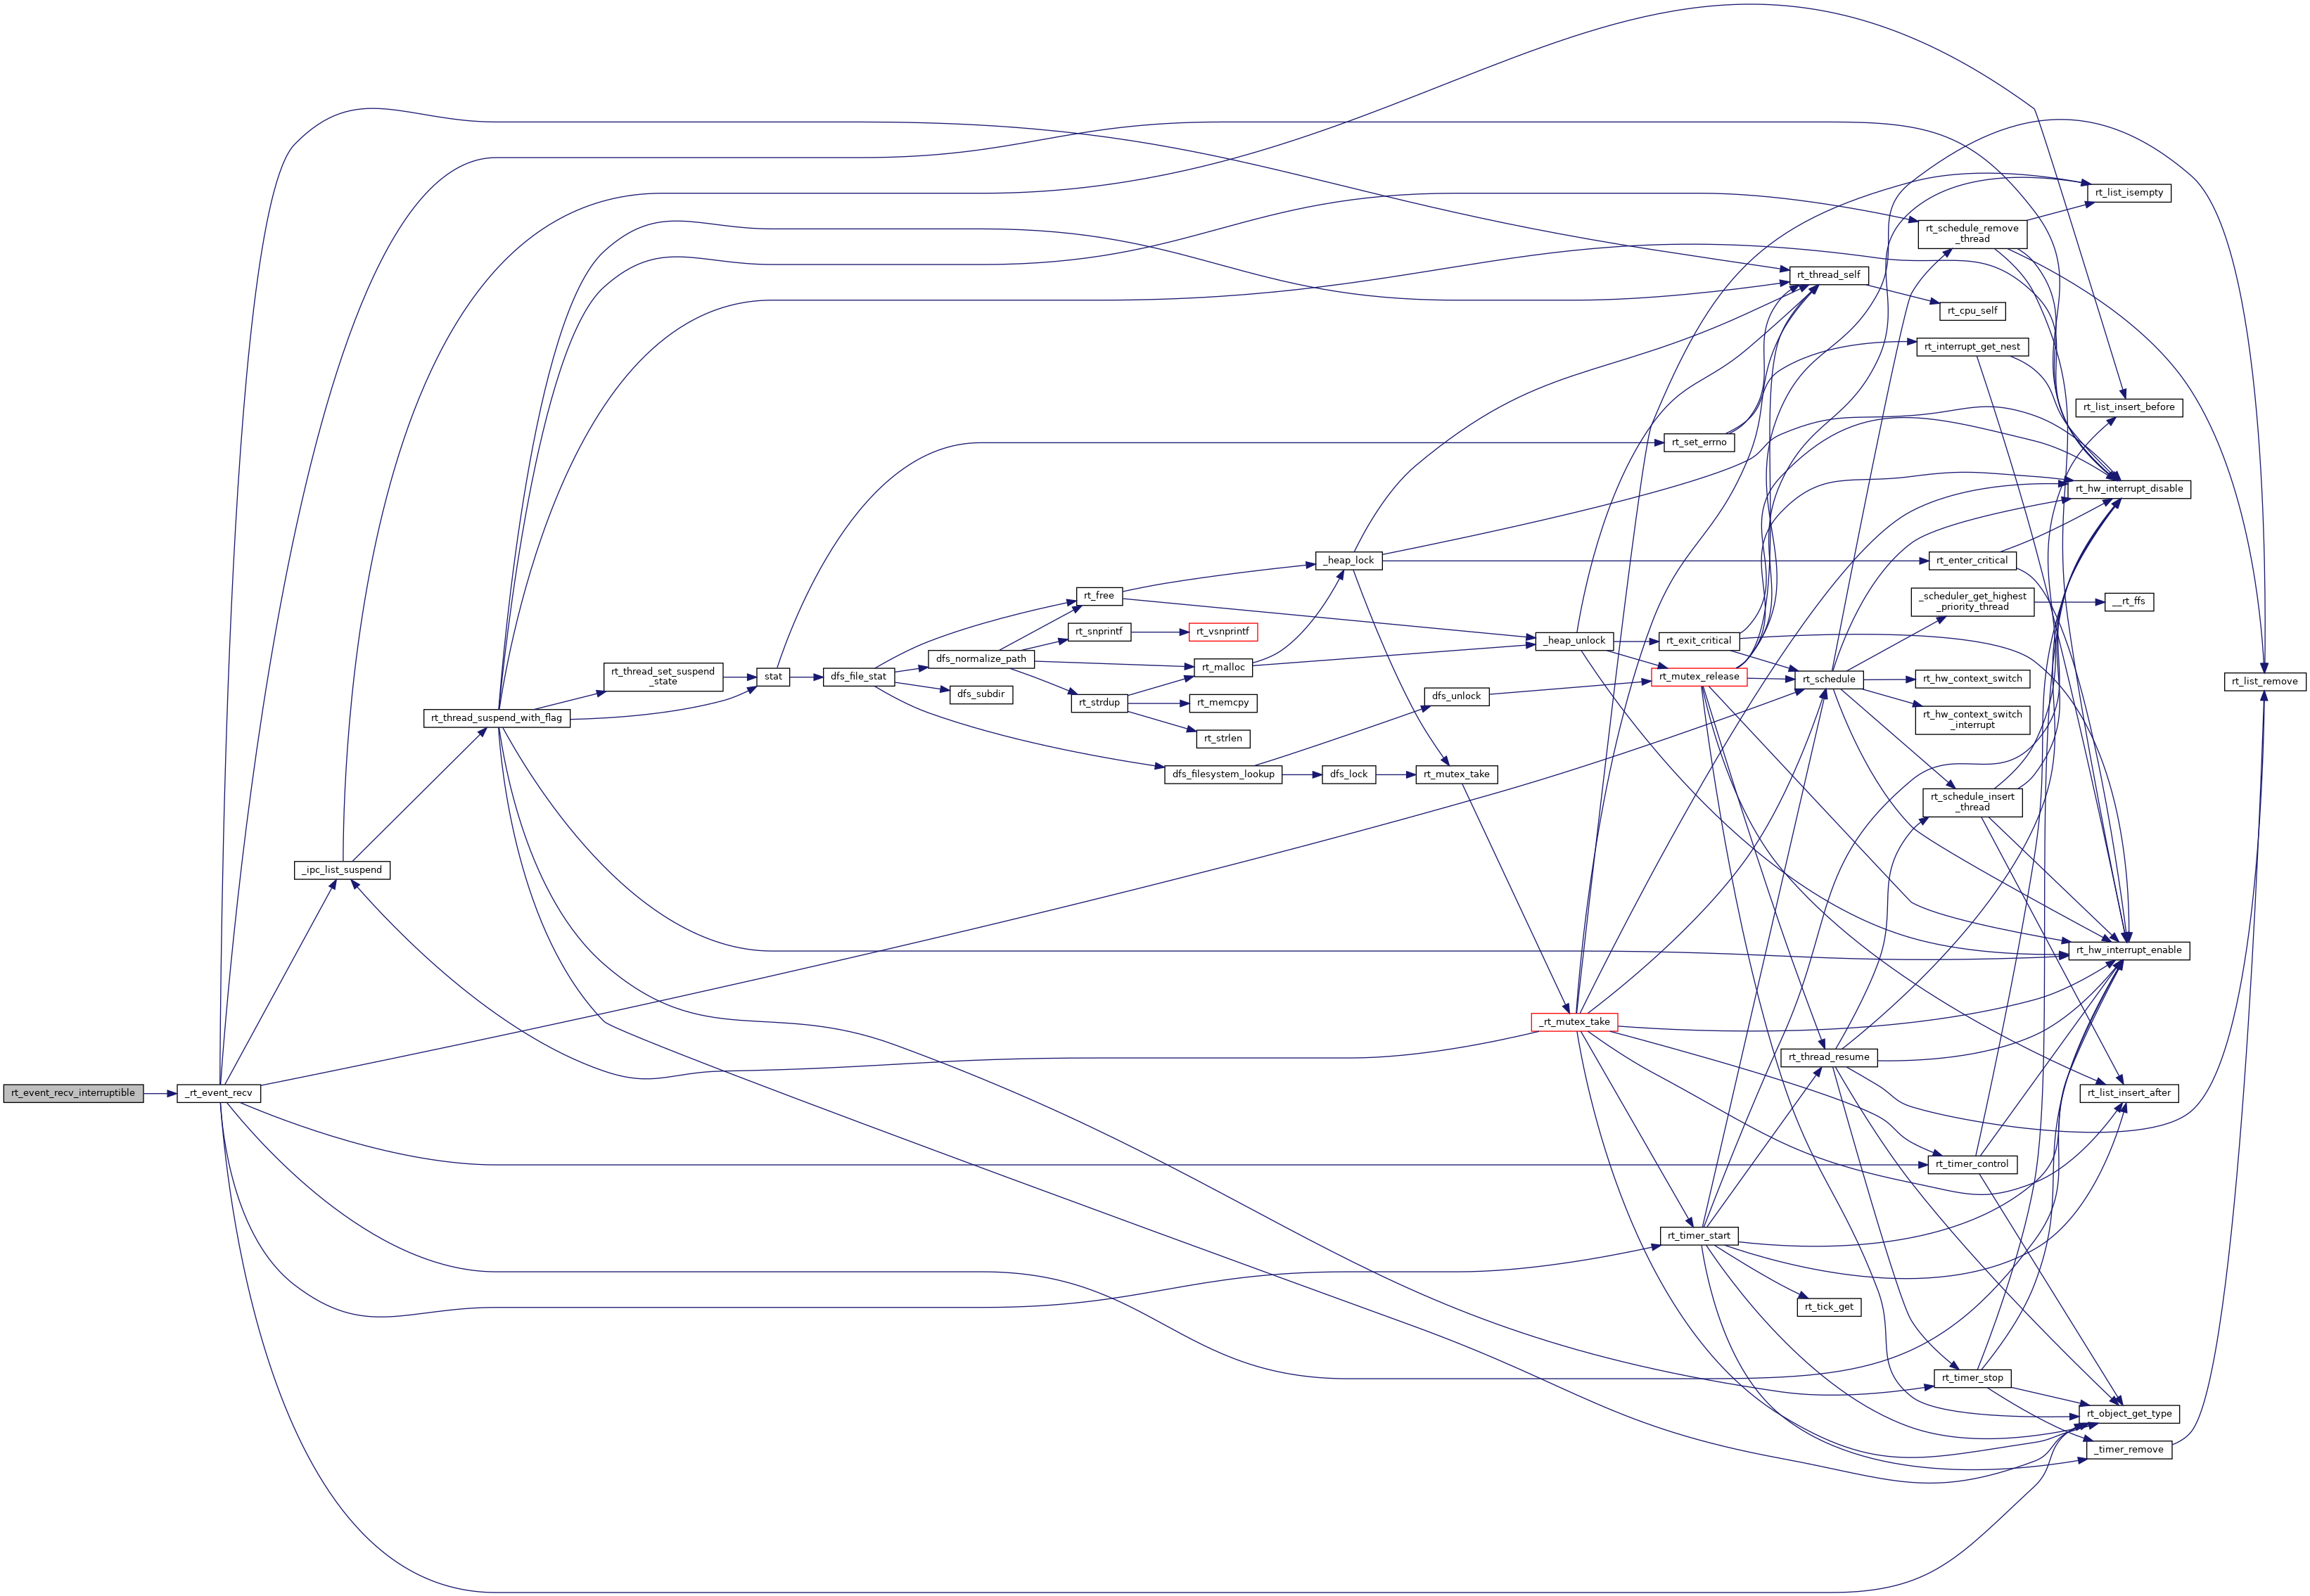 rt_list_isempty
rt_schedule_remove
_thread
rt_thread_self
rt_cpu_self
rt_interrupt_get_nest
rt_list_insert_before
rt_set_errno
rt_hw_interrupt_disable
_heap_lock
rt_enter_critical
rt_free
_scheduler_get_highest
_priority_thread
__rt_ffs
rt_snprintf
rt_vsnprintf
_heap_unlock
rt_exit_critical
dfs_normalize_path
rt_malloc
rt_thread_set_suspend
_state
stat
dfs_file_stat
rt_mutex_release
rt_schedule
rt_hw_context_switch
rt_list_remove
dfs_subdir
dfs_unlock
rt_strdup
rt_memcpy
rt_thread_suspend_with_flag
rt_hw_context_switch
_interrupt
rt_strlen
dfs_filesystem_lookup
dfs_lock
rt_mutex_take
rt_schedule_insert
_thread
_ipc_list_suspend
rt_hw_interrupt_enable
_rt_mutex_take
rt_thread_resume
rt_event_recv_interruptible
_rt_event_recv
rt_list_insert_after
rt_timer_control
rt_timer_start
rt_tick_get
rt_timer_stop
rt_object_get_type
_timer_remove